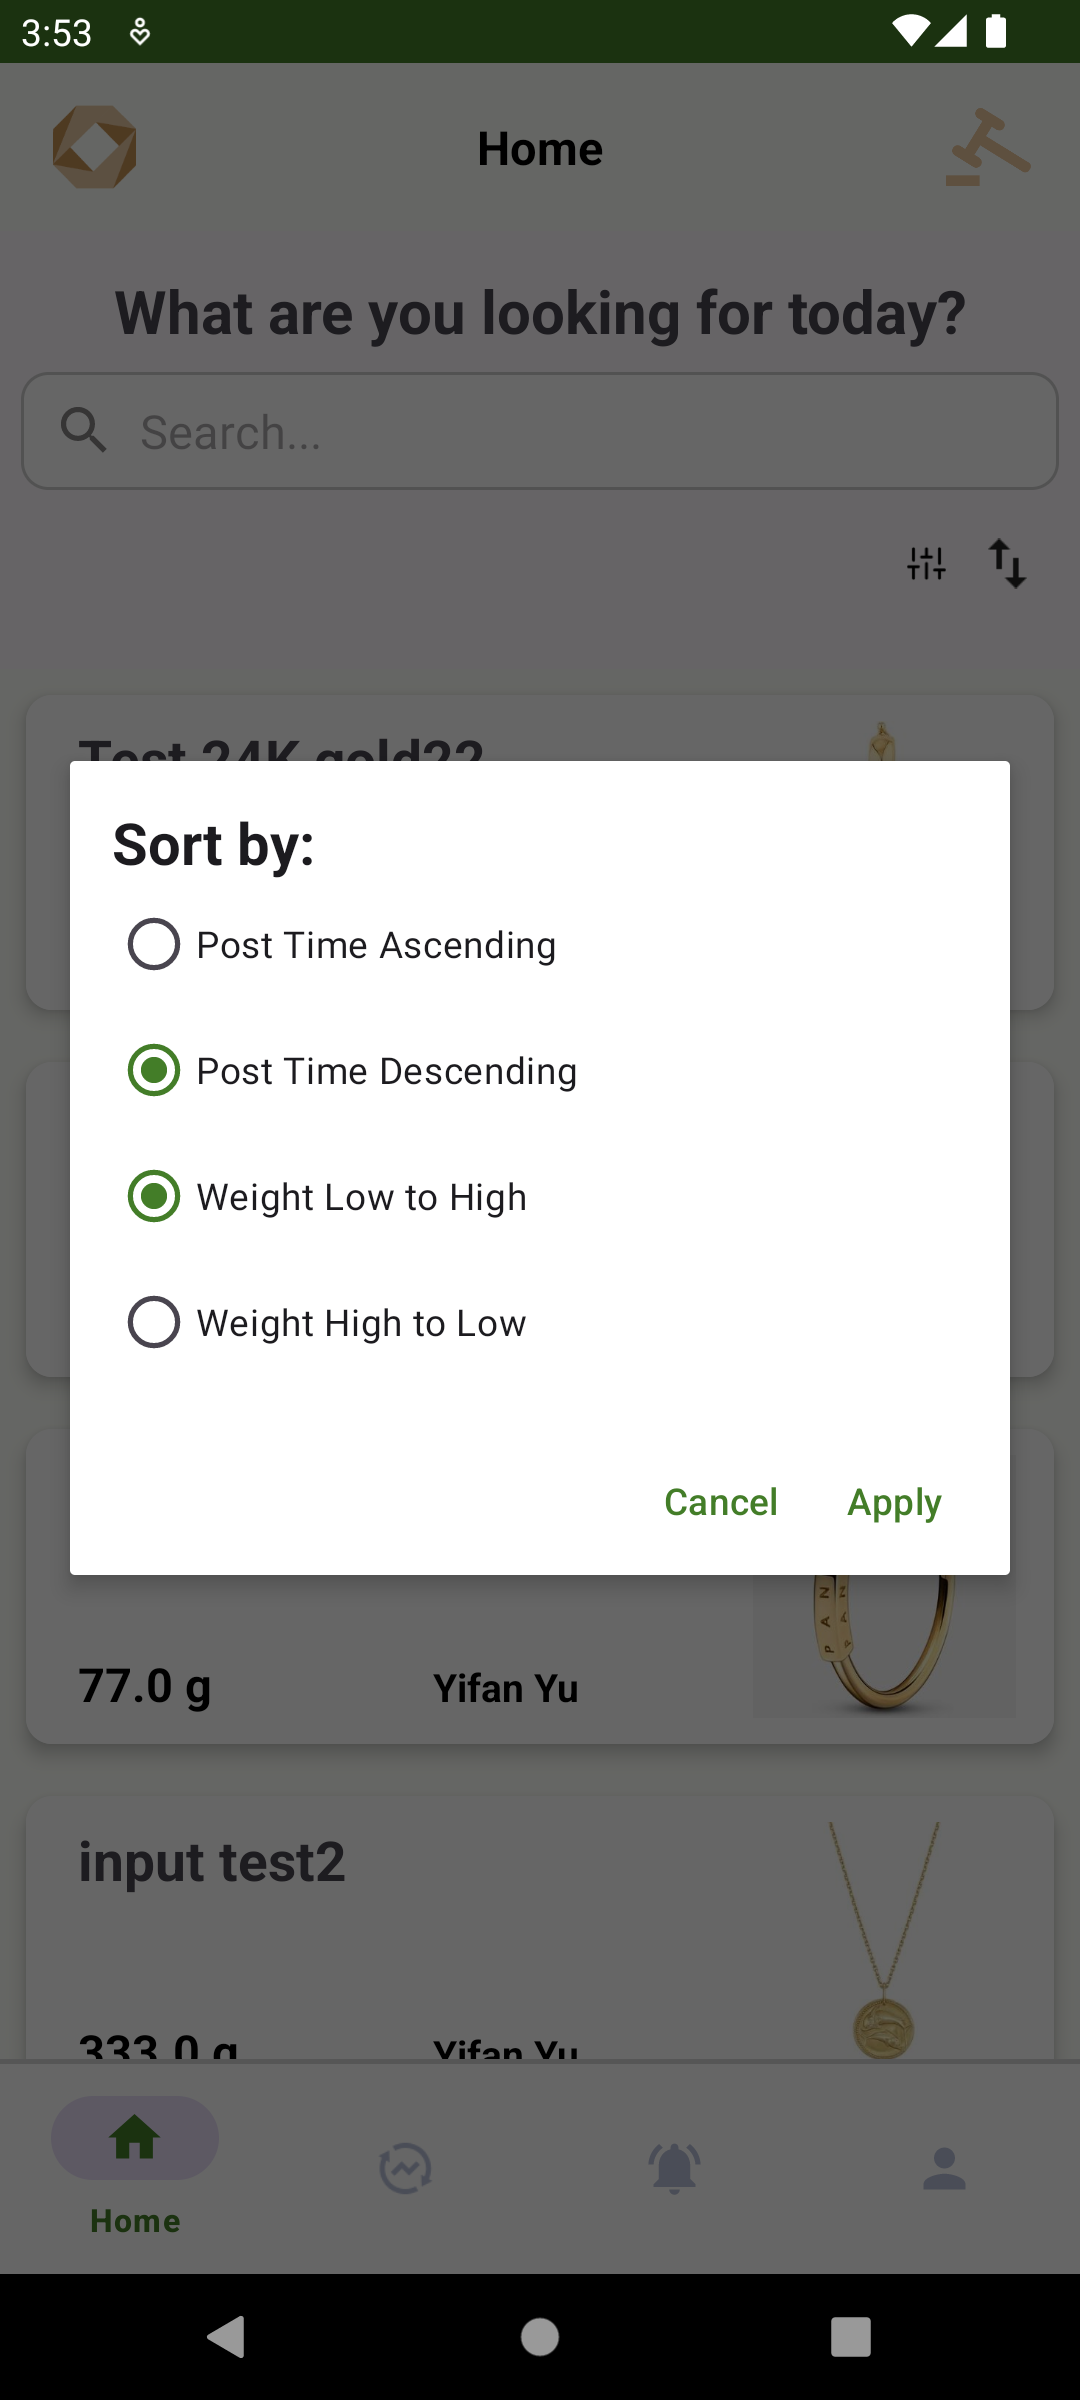 3:53
Home
What are you looking for today?
Search...
Test 24K gold22
Sort by:
Post Time Ascending
Post Time Descending
Weight Low to High
Weight High to Low
Cancel Apply
77.0 g Yifan Yu
input test2
333.0 g Yifan Yu
Home